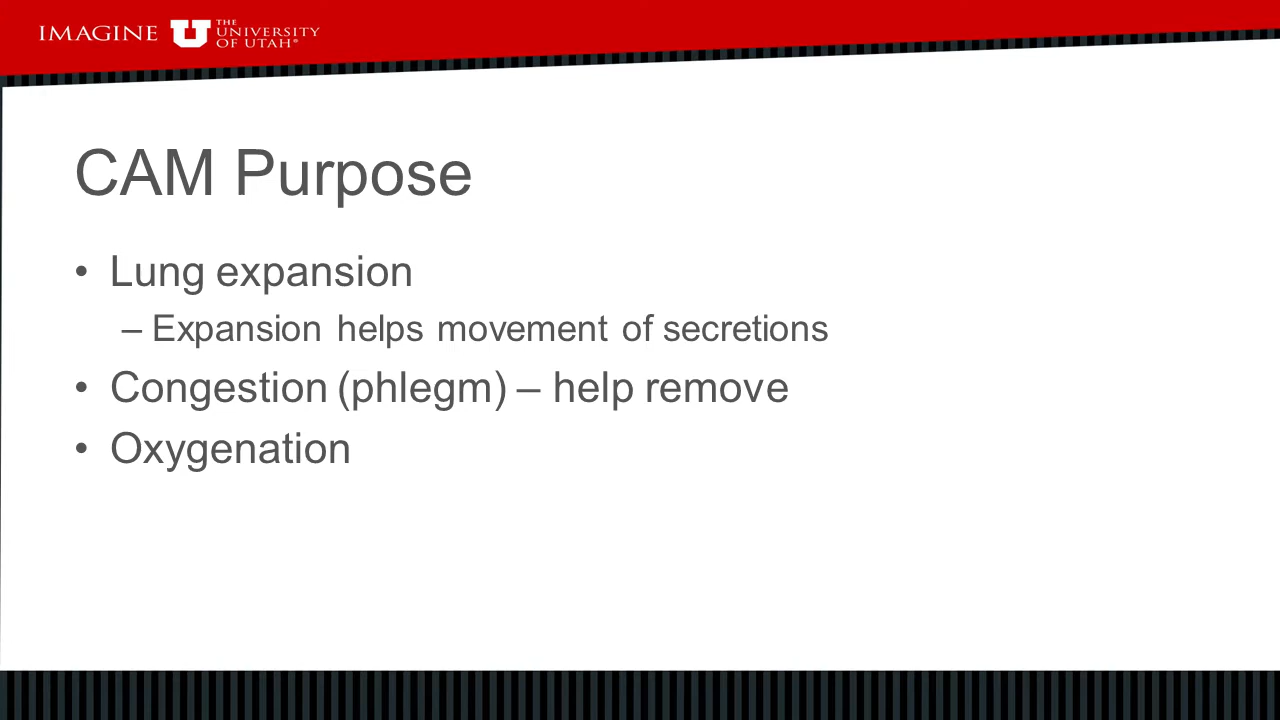 IMAGINE
THE
UNIVERSITY
OF UTAH®
CAM Purpose
• Lung expansion
– Expansion helps movement of secretions
• Congestion (phlegm) – help remove
• Oxygenation